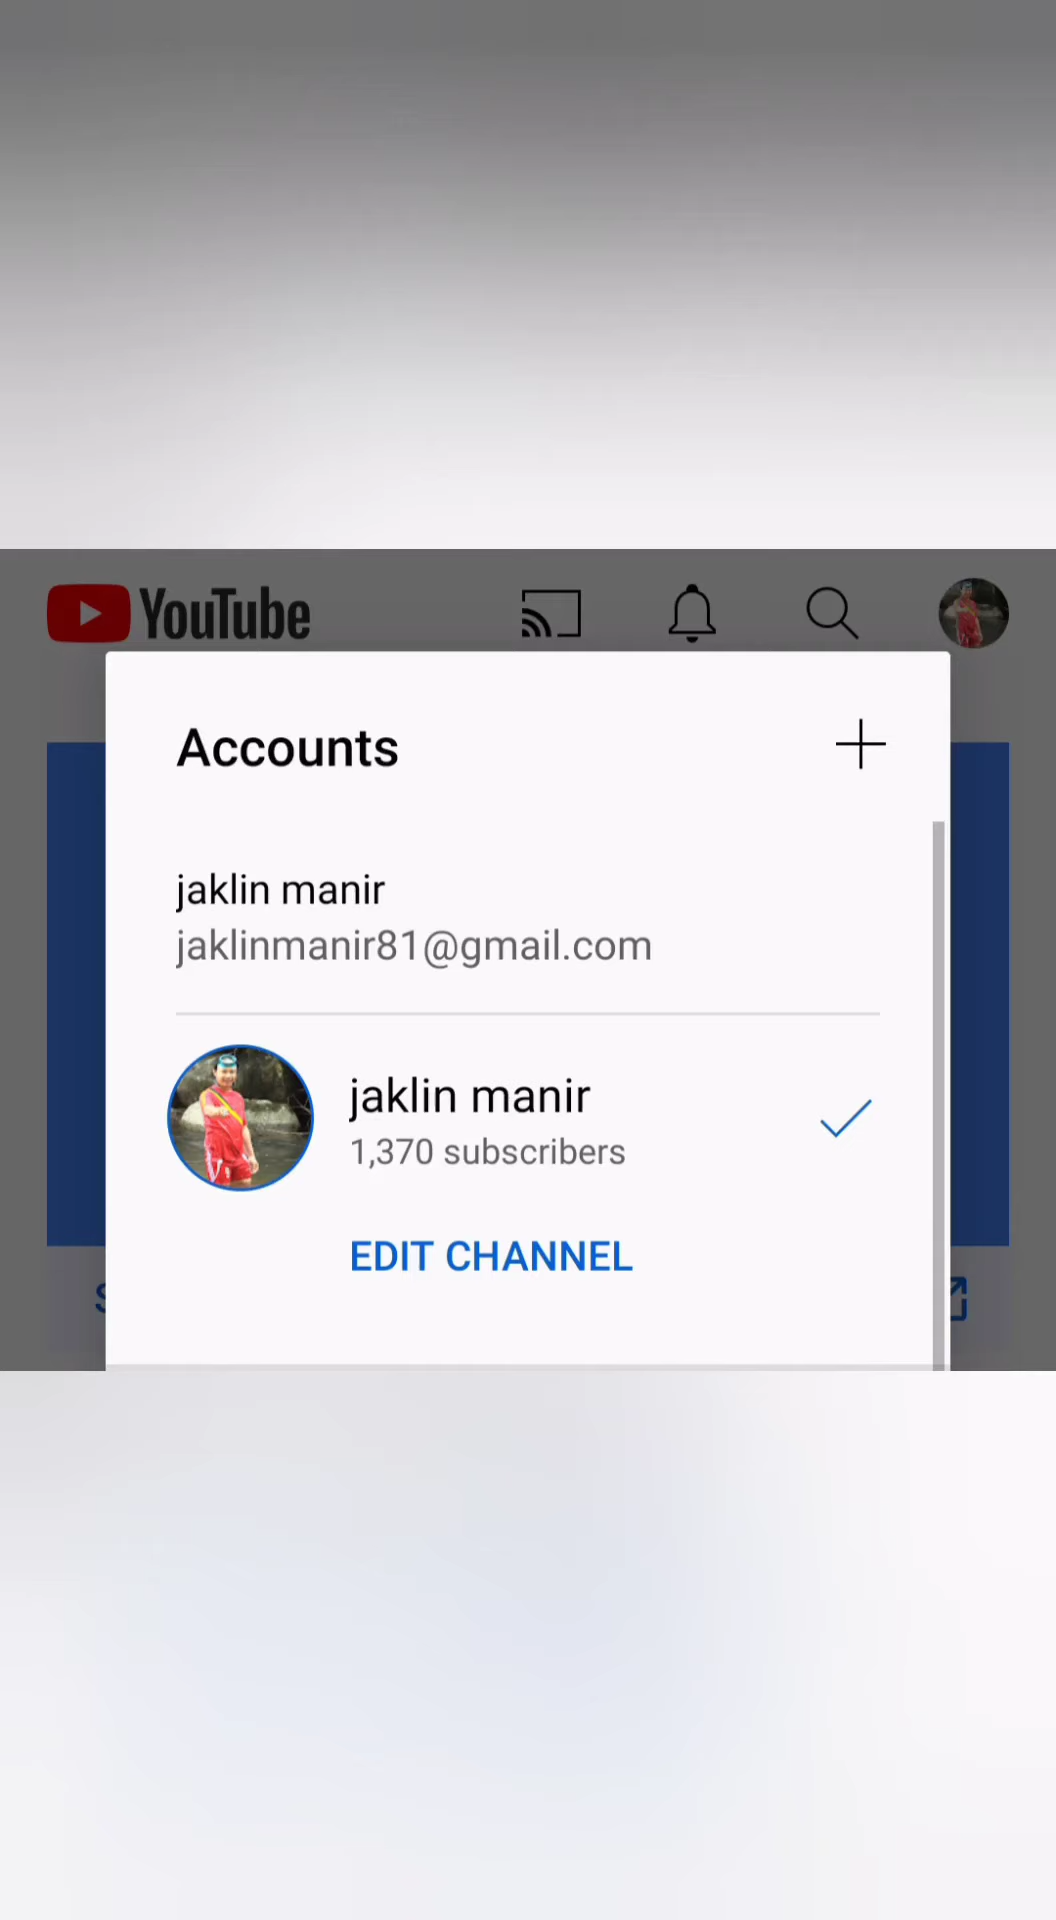 YouTube
Accounts
jaklin manir
jaklinmanir81@gmail.com
jaklin manir
1,370 subscribers
EDIT CHANNEL